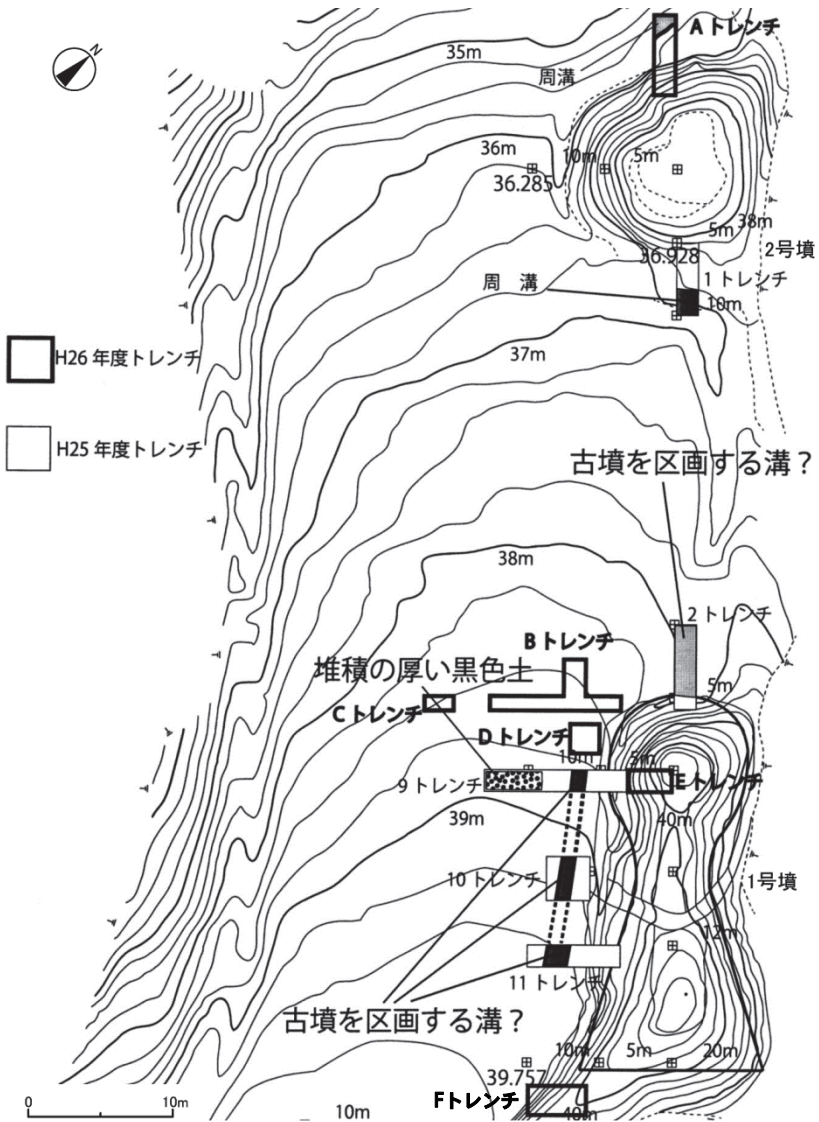 N
Aトレンチ
35m
周溝
36m
10m
5m
36.285
5m
38m
2号墳
36.928
1トレンチ
周 溝
10m
37m
H26 年度トレンチ
H25 年度トレンチ
古墳を区画する溝？
38m
2トレンチ
Bトレンチ
堆積の厚い黒色土
5m
Cトレンチ
Dトレンチ
10m
5m
9トレンチ
Eトレンチ
39m
40m
10トレンチ
1号墳
12m
11トレンチ
古墳を区画する溝？
10m
5m
20m
39.757
Fトレンチ
40m
0
10m
10m